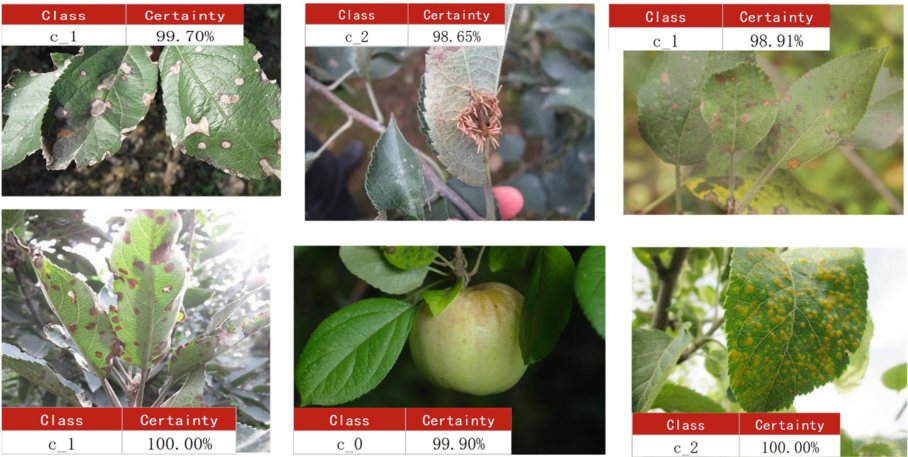 Class Certainty
c_1 99.70%
Class Certainty
c_2 98.65%
Class Certainty
c_1 98.91%
Class Certainty
c_1 100.00%
Class Certainty
c_0 99.90%
Class Certainty
c_2 100.00%